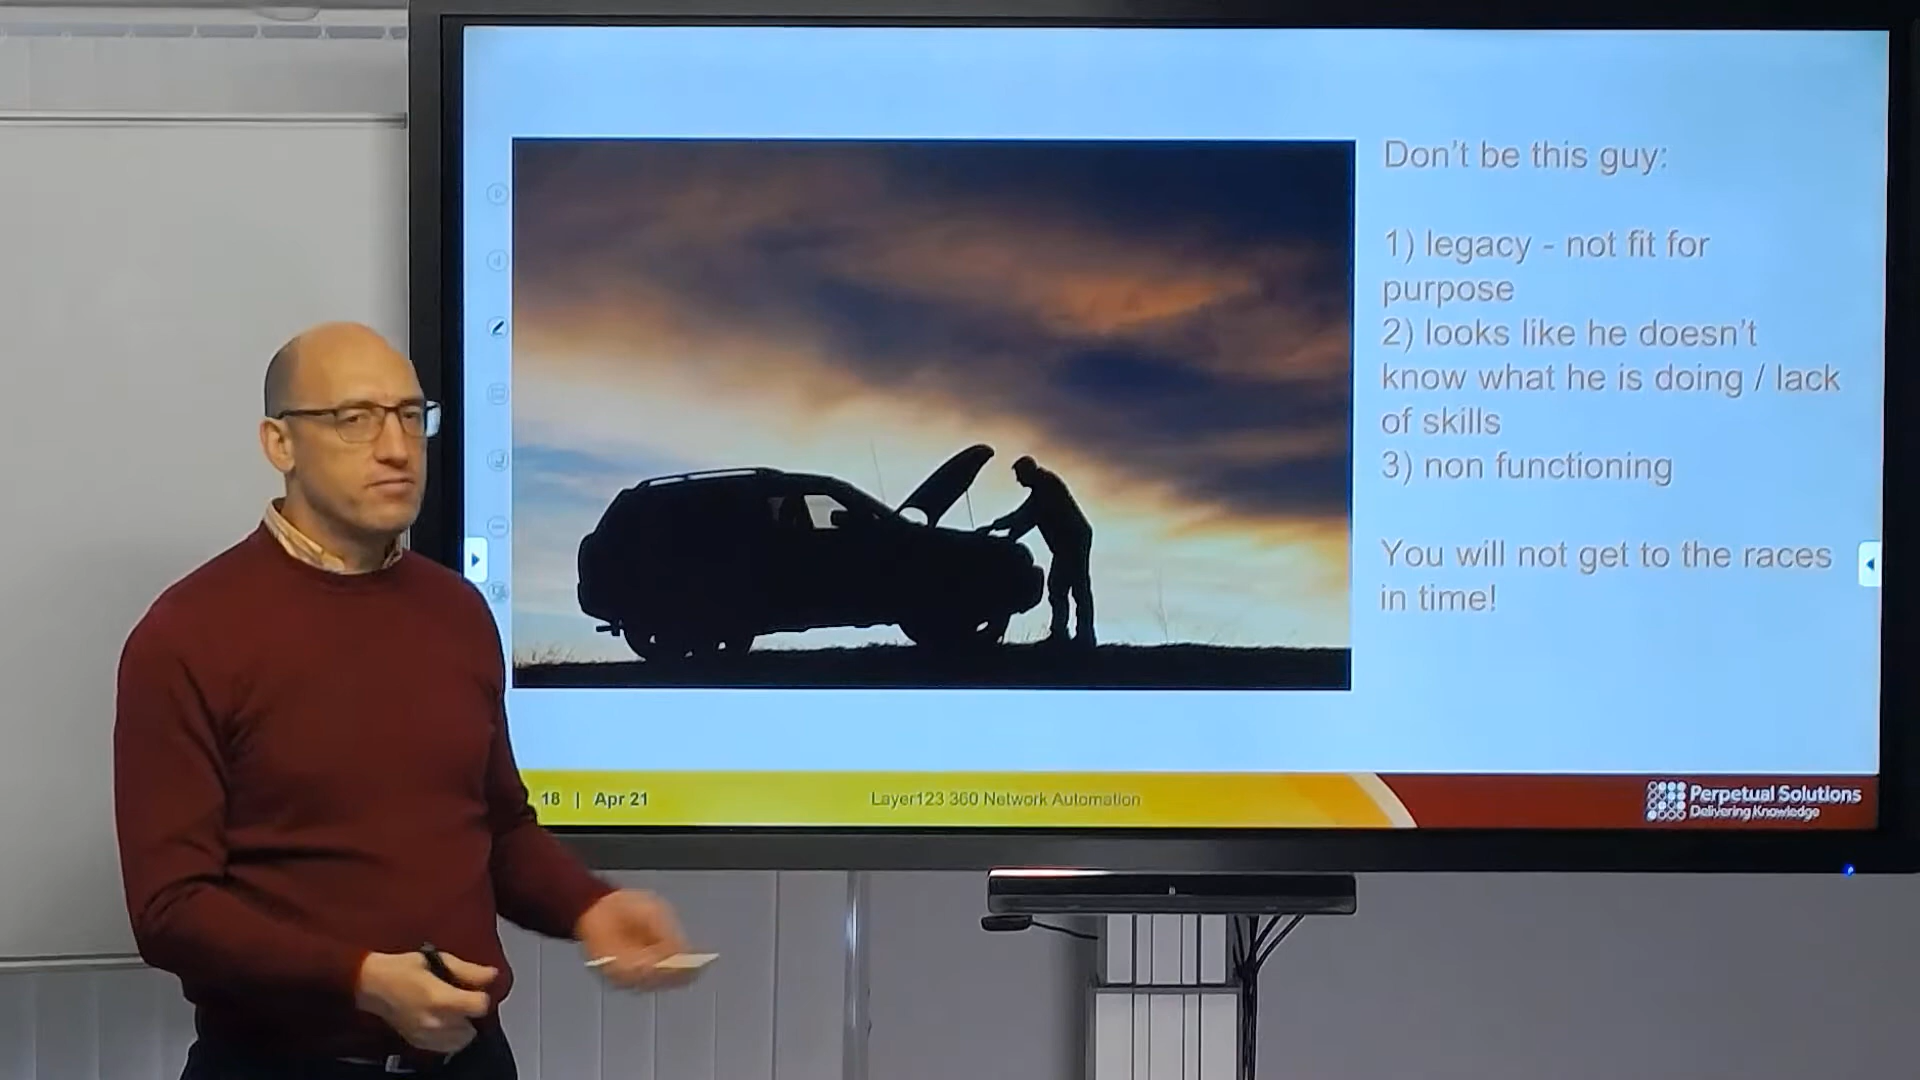 Don't be this guy:
1) legacy - not fit for
purpose
2) looks like he doesn't
know what he is doing / lack
of skills
3) non functioning
You will not get to the races
in time!
18 | Apr 21
Layer123 360 Network Automation
Perpetual Solutions
Delivering Knowledge